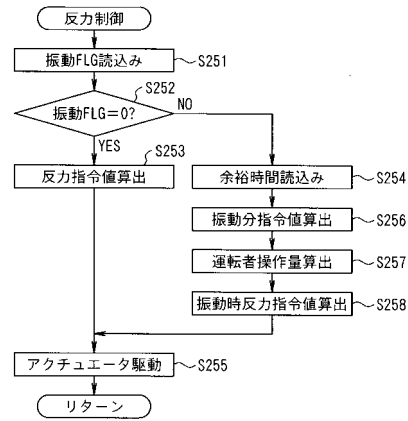 反力制御
振動FLG読込み
S251
S252
振動FLG=0?
NO
YES
S253
反力指令値算出
余裕時間読込み
S254
振動分指令値算出
S256
運転者操作量算出
S257
振動時反力指令値算出
S258
アクチュエータ駆動
S255
リターン